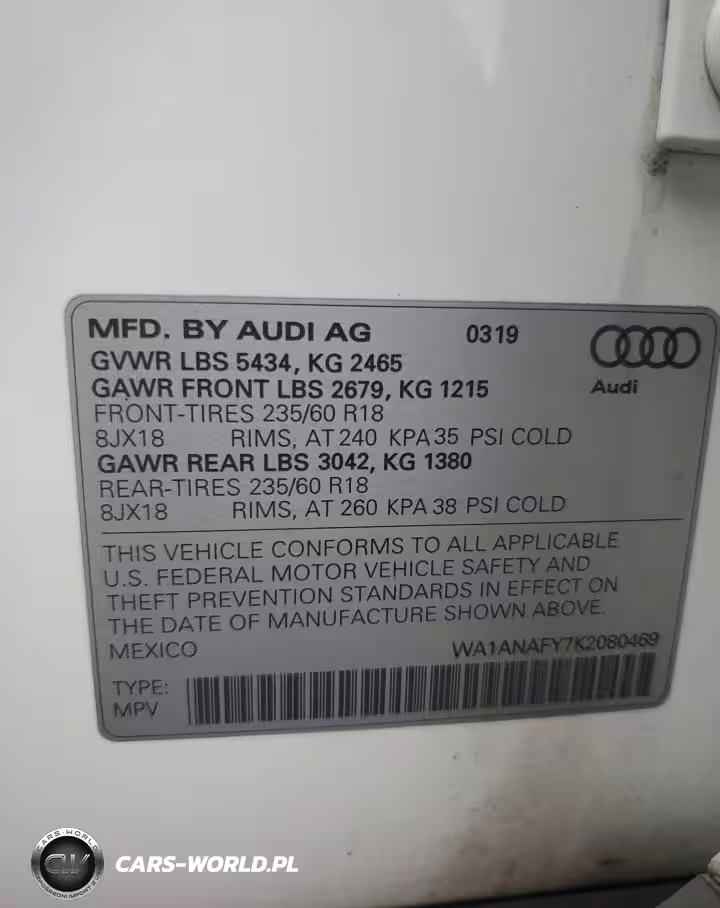 MFD. BY AUDI AG 0319
GVWR LBS 5434, KG 2465
GAWR FRONT LBS 2679, KG 1215
Audi
FRONT-TIRES 235/60 R18
8JX18 RIMS, AT 240 KPA 35 PSI COLD
GAWR REAR LBS 3042, KG 1380
REAR-TIRES 235/60 R18
8JX18 RIMS, AT 260 KPA 38 PSI COLD
THIS VEHICLE CONFORMS TO ALL APPLICABLE
U.S. FEDERAL MOTOR VEHICLE SAFETY AND
THEFT PREVENTION STANDARDS IN EFFECT ON
THE DATE OF MANUFACTURE SHOWN ABOVE.
MEXICO WA1ANAFY7K2080469
TYPE:
MPV
CARS-WORLD
CW
CARS-WORLD.PL